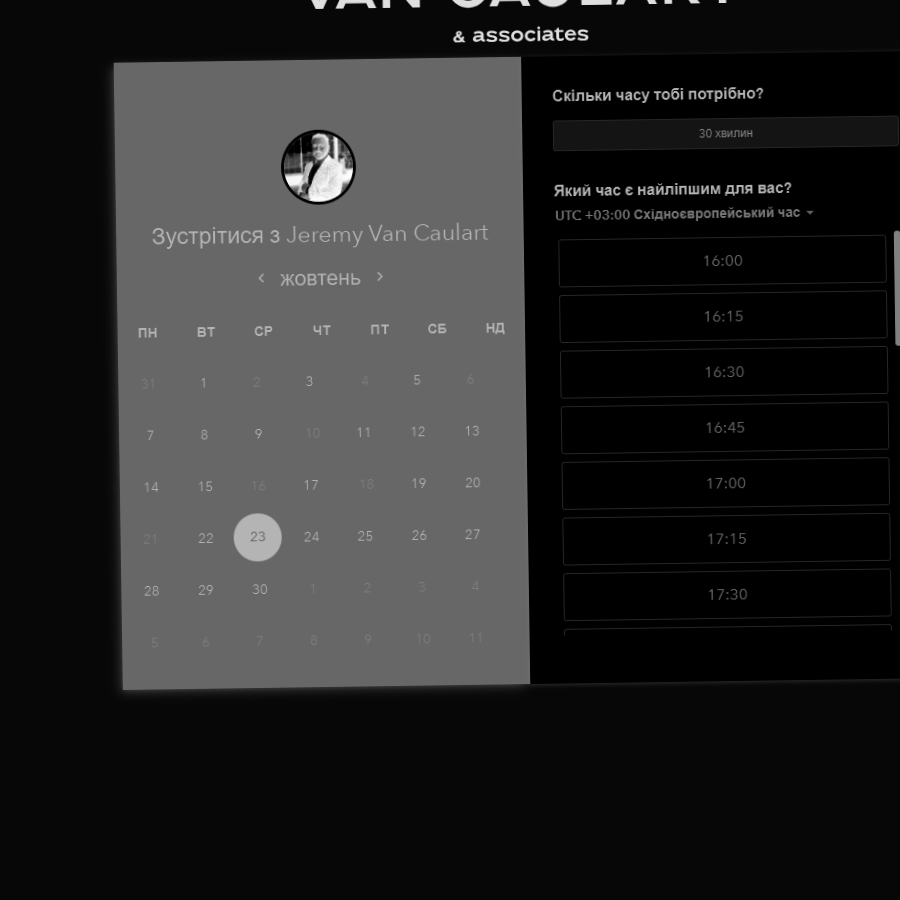 VAN CAULART
& associates
Зустрітися з Jeremy Van Caulart
жовтень
ПН ВТ СР ЧТ ПТ СБ НД
31 1 2 3 4 5 6
7 8 9 10 11 12 13
14 15 16 17 18 19 20
21 22 23 24 25 26 27
28 29 30 1 2 3 4
5 6 7 8 9 10 11
Скільки часу тобі потрібно?
30 хвилин
Який час є найліпшим для вас?
UTC +03:00 Східноєвропейський час
16:00
16:15
16:30
16:45
17:00
17:15
17:30